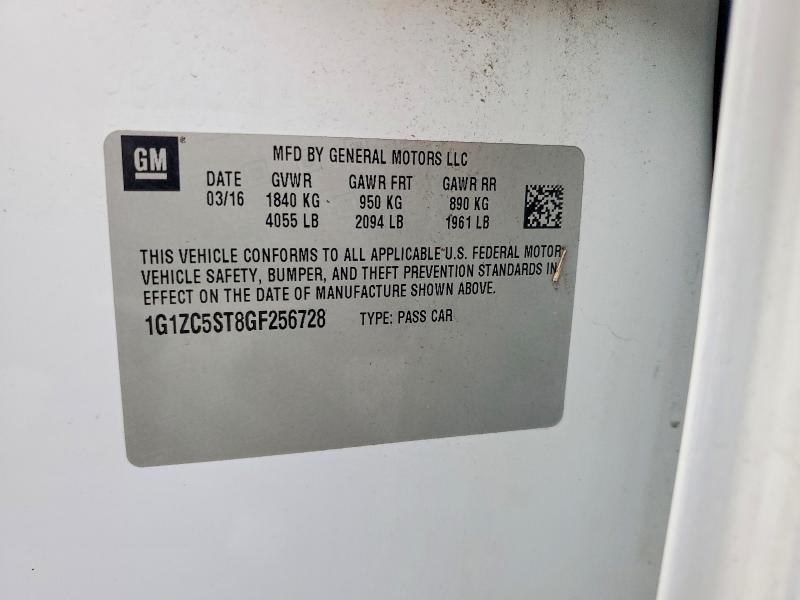 GM ® MFD BY GENERAL MOTORS LLC
DATE GVWR GAWR FRT GAWR RR
03/16 1840 KG 950 KG 890 KG
4055 LB 2094 LB 1961 LB
THIS VEHICLE CONFORMS TO ALL APPLICABLE U.S. FEDERAL MOTOR
VEHICLE SAFETY, BUMPER, AND THEFT PREVENTION STANDARDS IN
EFFECT ON THE DATE OF MANUFACTURE SHOWN ABOVE.
1G1ZC5ST8GF256728 TYPE: PASS CAR